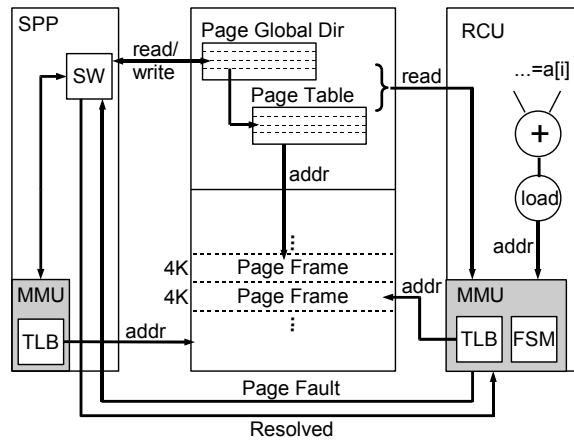 SPP
Page Global Dir
RCU
read/
write
SW
read
...=a[i]
Page Table
+
addr
load
...
addr
4K
Page Frame
MMU
4K
Page Frame
addr
MMU
TLB
addr
...
TLB
FSM
Page Fault
Resolved